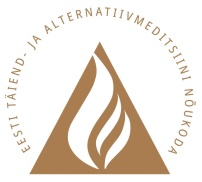 EESTI TÄIEND- JA ALTERNATIIVMEDITSIINI NÕUKODA